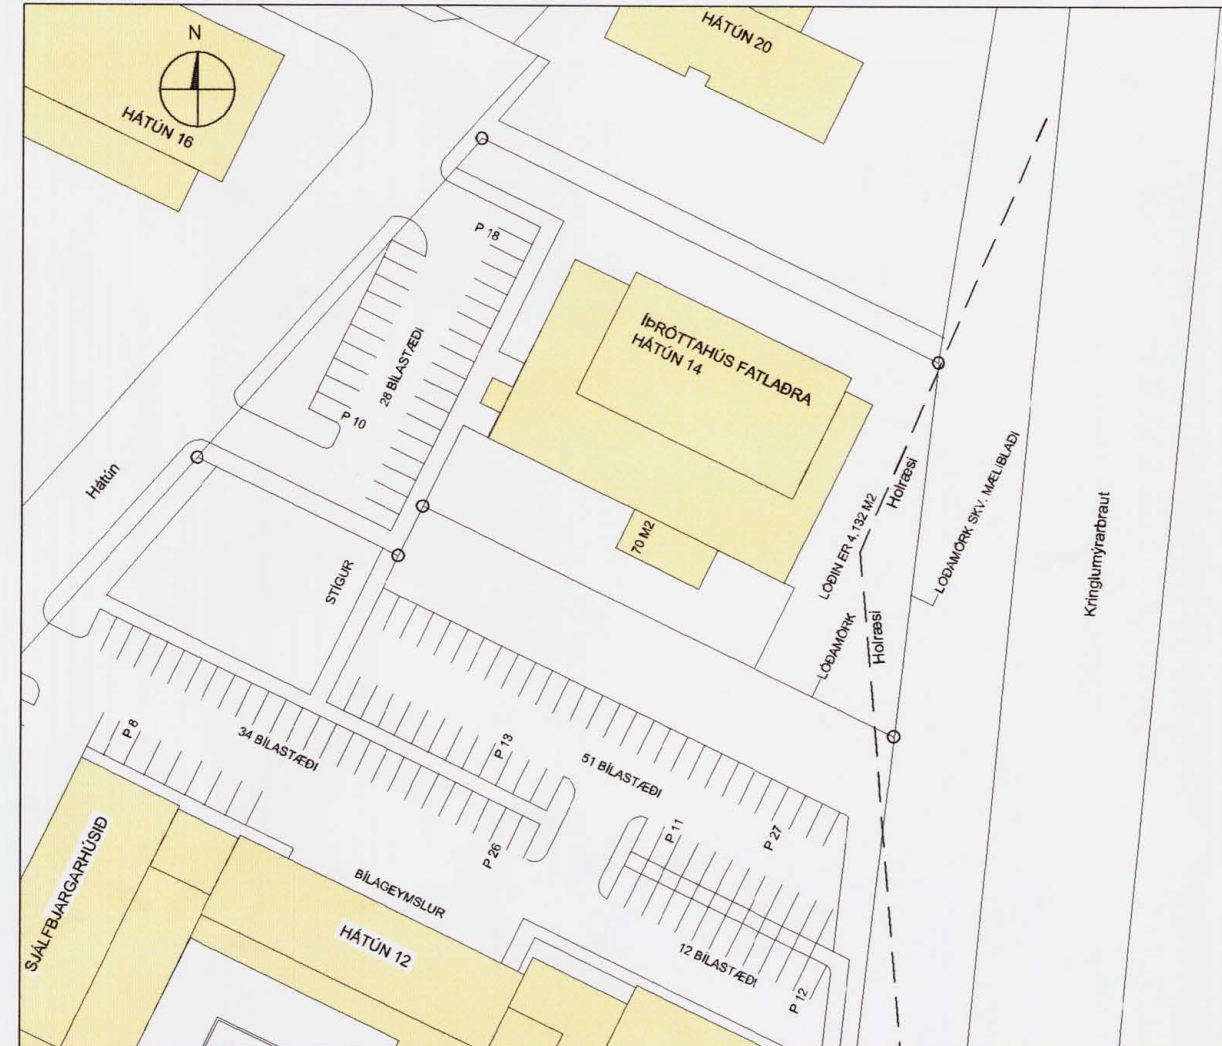 HÁTÚN 20
N
HÁTÚN 16
P 18
ÍÞRÓTTAHÚS FATLAÐRA
HÁTÚN 14
28 BÍLASTÆÐI
P 10
Hátún
LÓÐIN ER 4,132 M2
Holræsi
LÓÐAMÖRK SKV. MÆLIBLAÐI
Kringlumýrarbraut
70 M2
STÍGUR
LÓÐAMÖRK
Holræsi
P 8
34 BÍLASTÆÐI
P 13
51 BÍLASTÆÐI
P 11
P 27
P 26
SJÁLFBJARGARHÚSIÐ
BÍLAGEYMSLUR
HÁTÚN 12
12 BÍLASTÆÐI
P 12